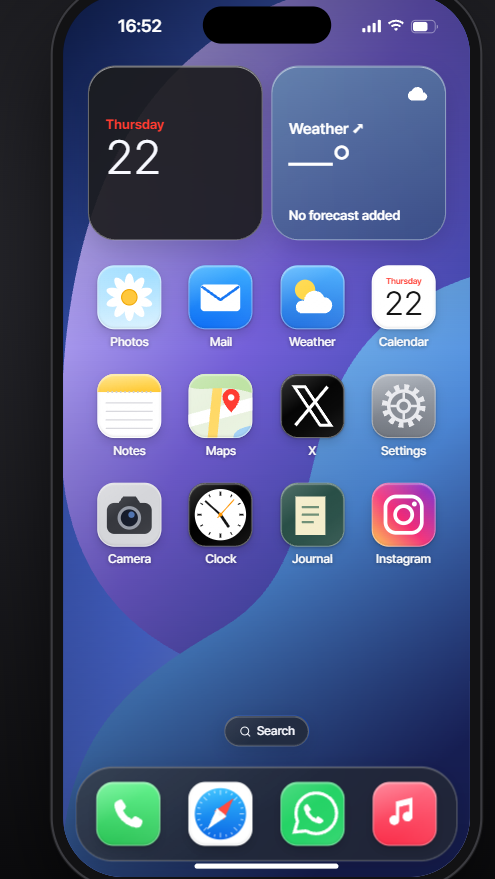 16:52
Thursday
22
Weather ↗
__°
No forecast added
Photos
Mail
Weather
Thursday
22
Calendar
Notes
Maps
X
Settings
Camera
Clock
Journal
Instagram
Search